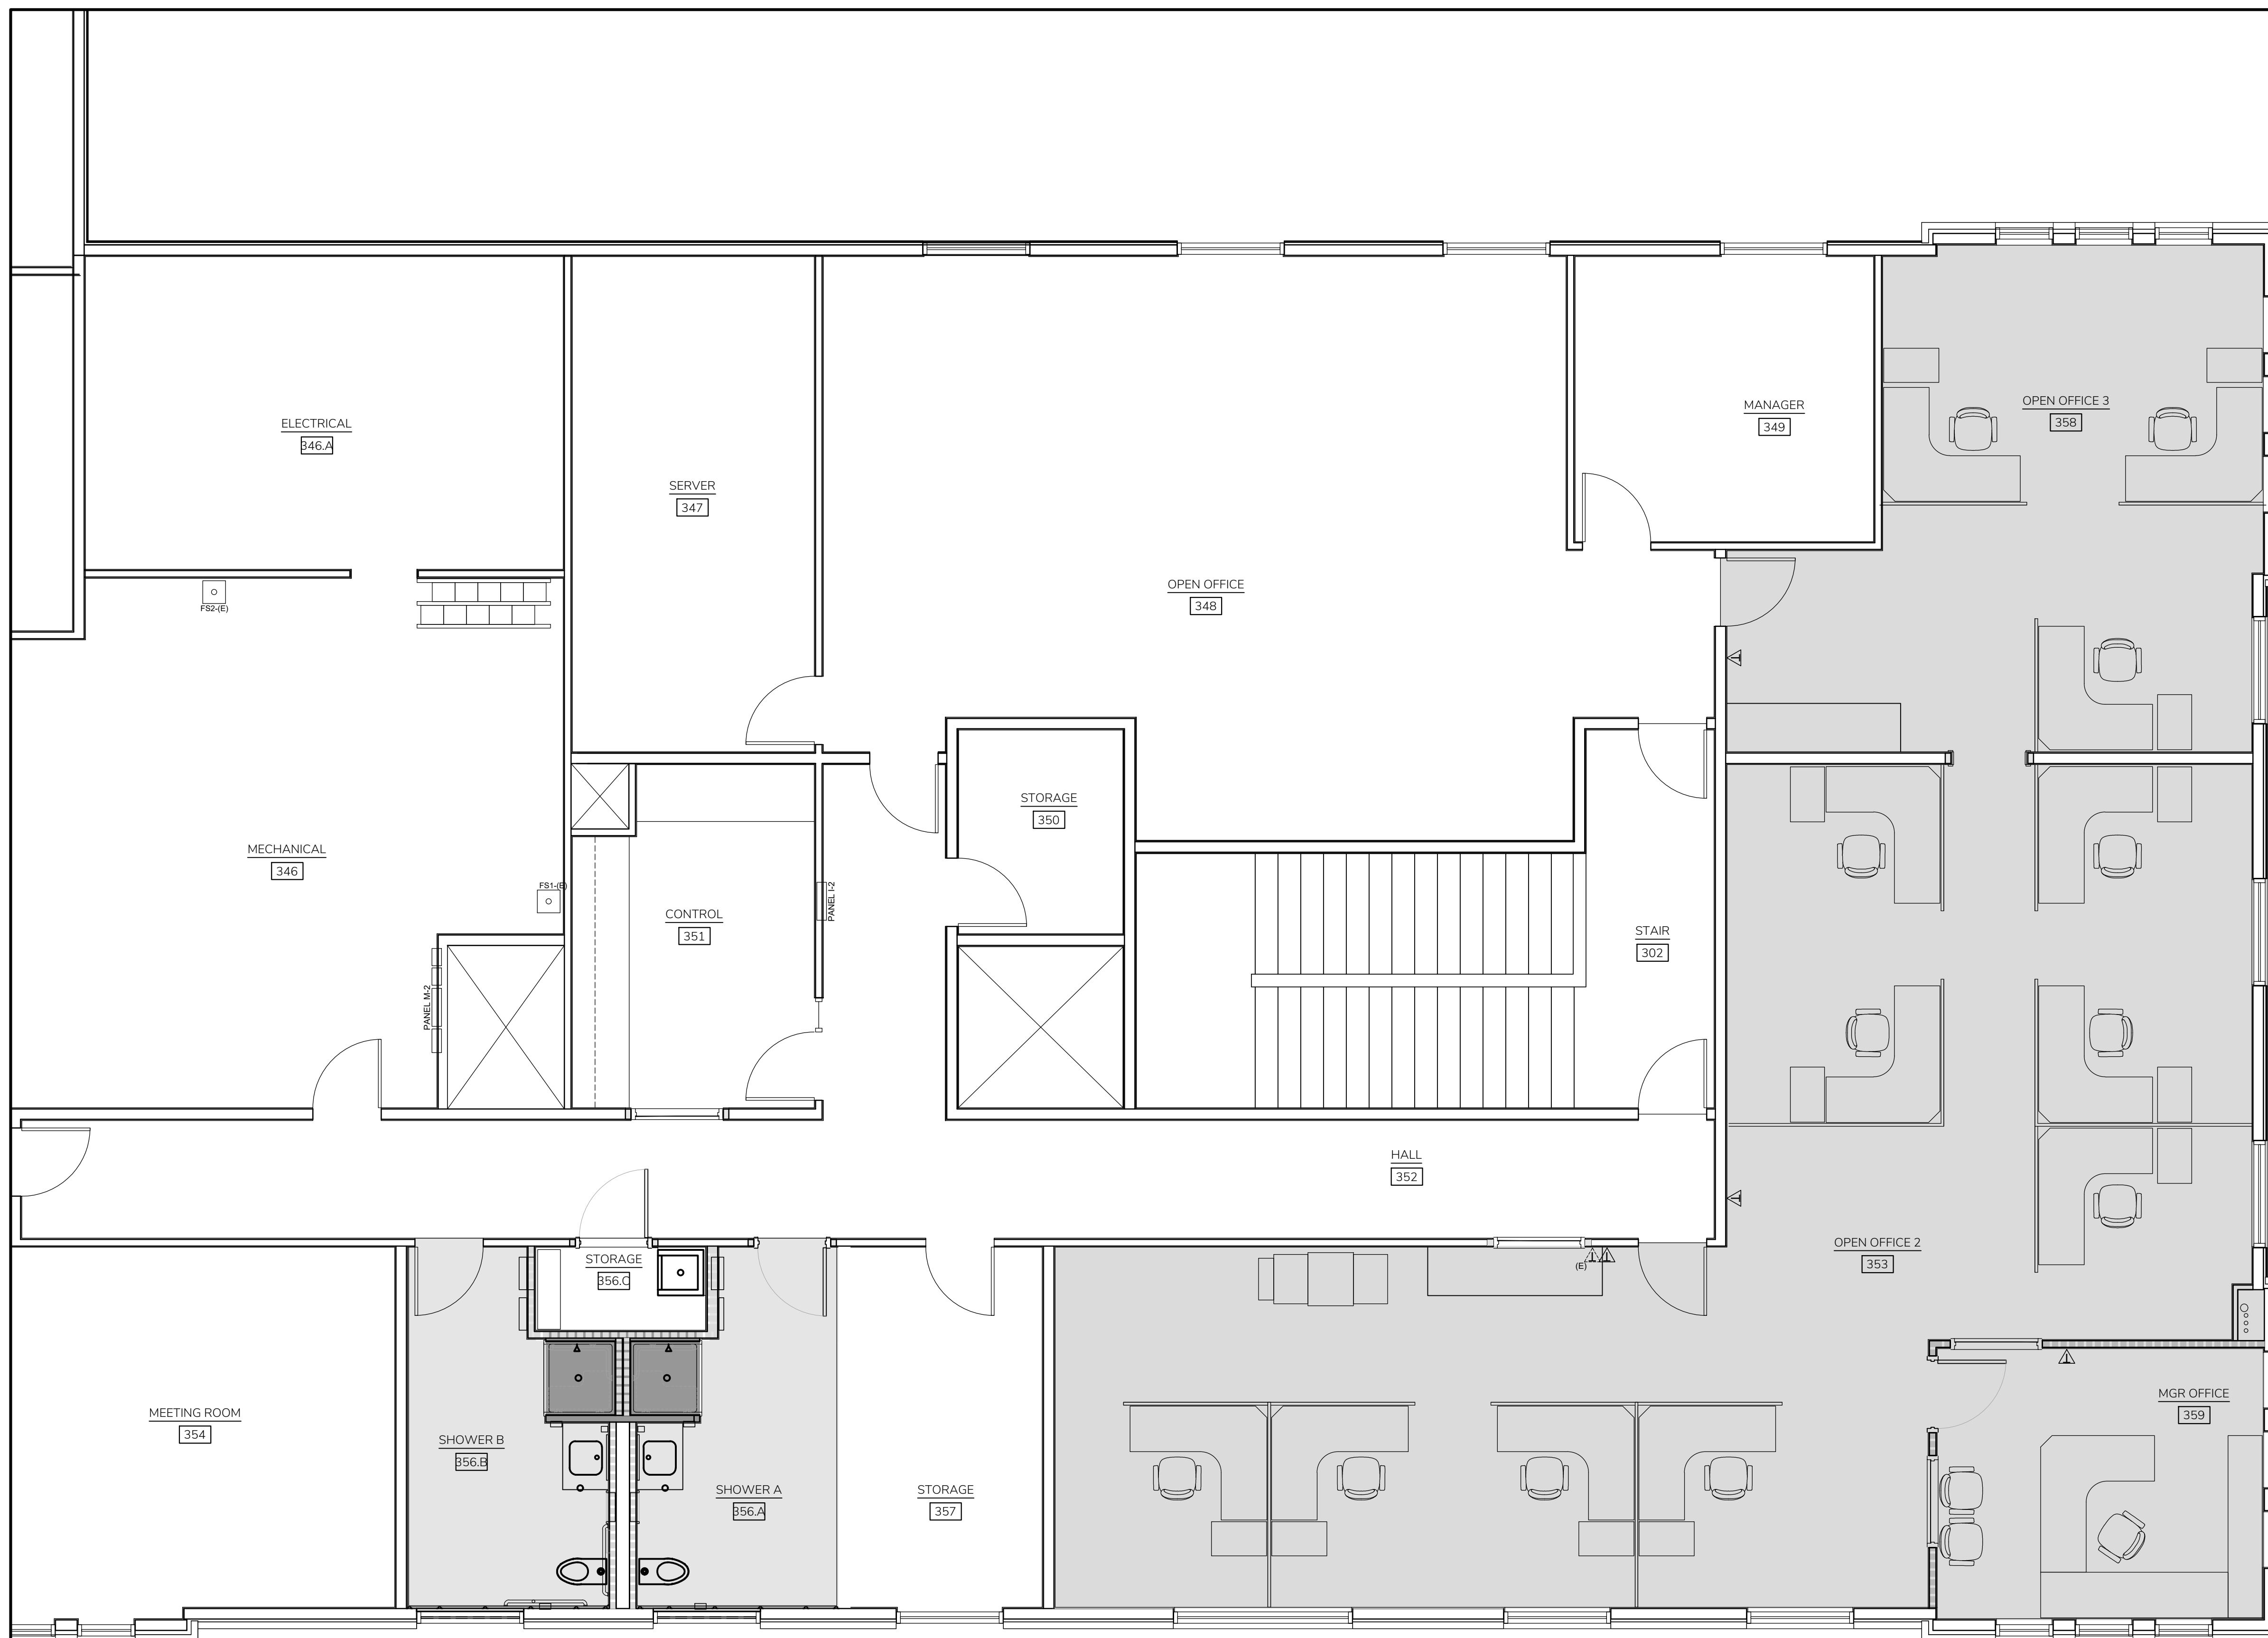 ELECTRICAL
346.A
MANAGER
349
OPEN OFFICE 3
358
SERVER
347
OPEN OFFICE
348
FS2-(E)
STORAGE
350
MECHANICAL
346
FS1-(E)
PANEL I-2
CONTROL
351
STAIR
302
PANEL M-2
HALL
352
OPEN OFFICE 2
353
STORAGE
356.C
(E)
MEETING ROOM
354
SHOWER B
356.B
SHOWER A
356.A
STORAGE
357
MGR OFFICE
359